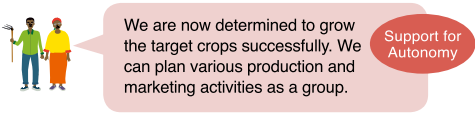 We are now determined to grow
the target crops successfully. We
can plan various production and
marketing activities as a group.
Support for
Autonomy